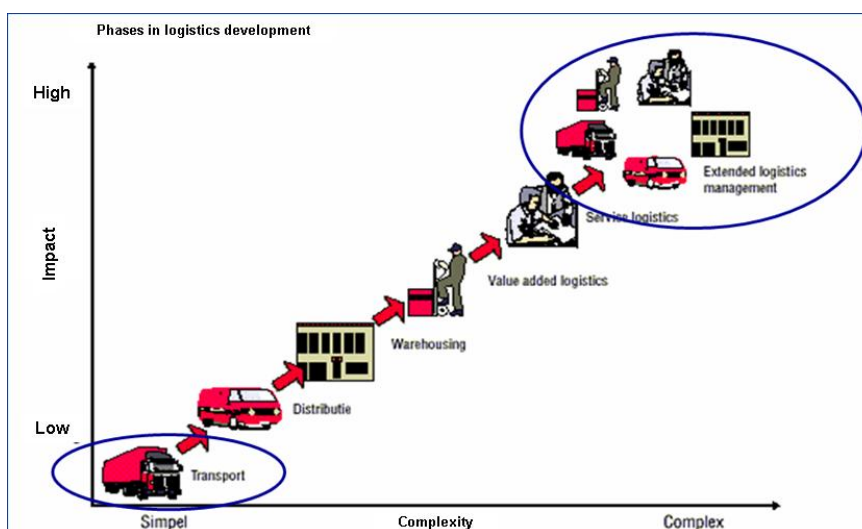 Phases in logistics development
High
Extended logistics
management
Service logistics
Impact
Value added logistics
Warehousing
Distributie
Low
Transport
Simpel
Complexity
Complex